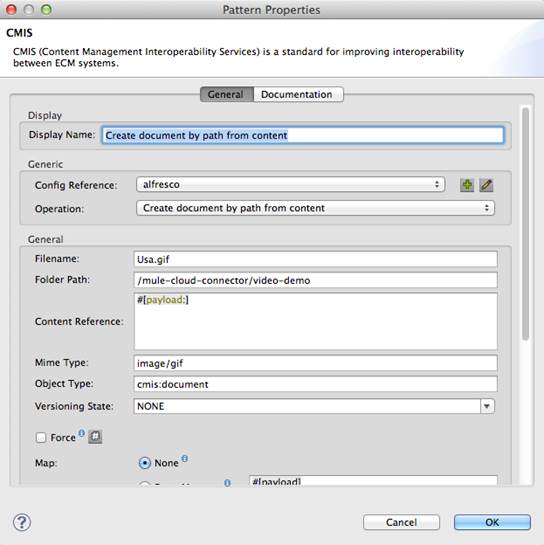 Pattern Properties
CMIS
CMIS (Content Management Interoperability Services) is a standard for improving interoperability
between ECM systems.
General Documentation
Display
Display Name: Create document by path from content
Generic
Config Reference: alfresco
Operation: Create document by path from content
General
Filename: Usa.gif
Folder Path: /mule-cloud-connector/video-demo
#[payload:]
Content Reference:
Mime Type: image/gif
Object Type: cmis:document
Versioning State: NONE
Force
Map: None
#[payload]
? Cancel OK